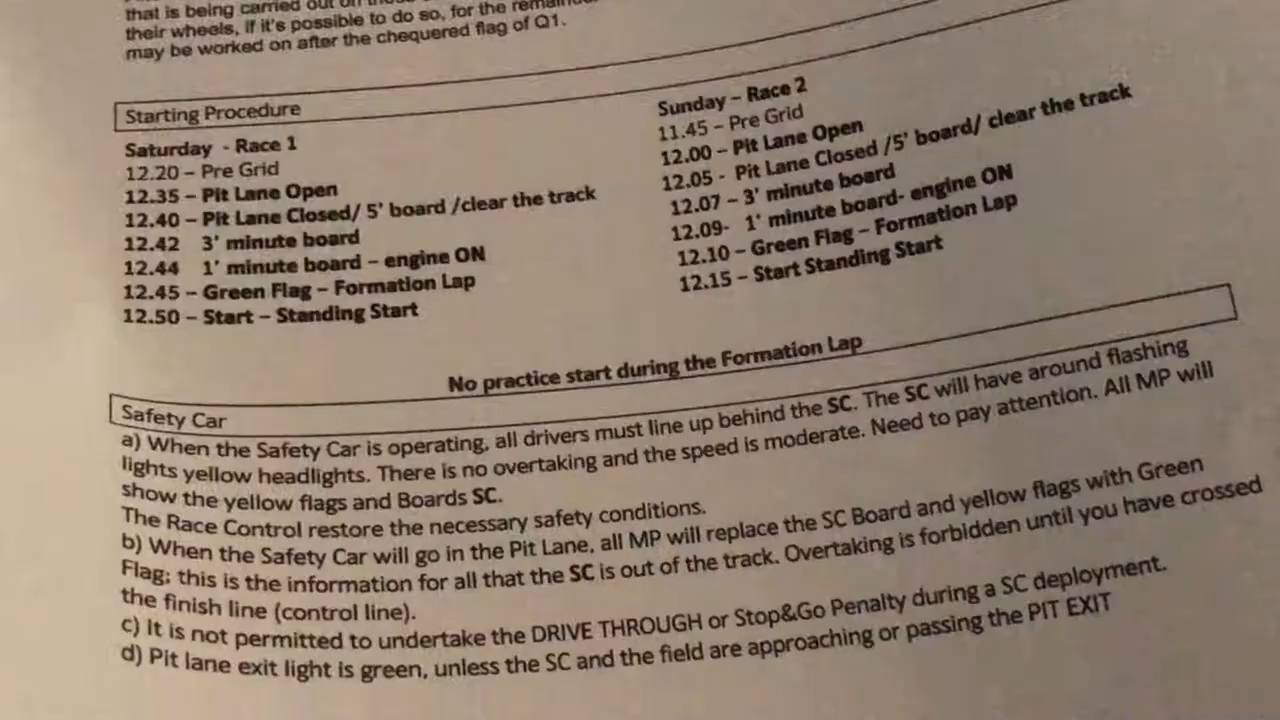 that is being carried out on
their wheels, if it's possible to do so, for the
may be worked on after the chequered flag of Q1.
Starting Procedure
Saturday - Race 1
12.20 – Pre Grid
12.35 – Pit Lane Open
12.40 – Pit Lane Closed/ 5' board /clear the track
12.42 3' minute board
12.44 1' minute board – engine ON
12.45 – Green Flag – Formation Lap
12.50 – Start – Standing Start
Sunday – Race 2
11.45 – Pre Grid
12.00 – Pit Lane Open
12.05 - Pit Lane Closed /5' board/ clear the track
12.07 – 3' minute board
12.09- 1' minute board- engine ON
12.10 – Green Flag – Formation Lap
12.15 – Start Standing Start
No practice start during the Formation Lap
Safety Car
a) When the Safety Car is operating, all drivers must line up behind the SC. The SC will have around flashing
lights yellow headlights. There is no overtaking and the speed is moderate. Need to pay attention. All MP will
show the yellow flags and Boards SC.
The Race Control restore the necessary safety conditions.
b) When the Safety Car will go in the Pit Lane, all MP will replace the SC Board and yellow flags with Green
Flag; this is the information for all that the SC is out of the track. Overtaking is forbidden until you have crossed
the finish line (control line).
c) It is not permitted to undertake the DRIVE THROUGH or Stop&Go Penalty during a SC deployment.
d) Pit lane exit light is green, unless the SC and the field are approaching or passing the PIT EXIT